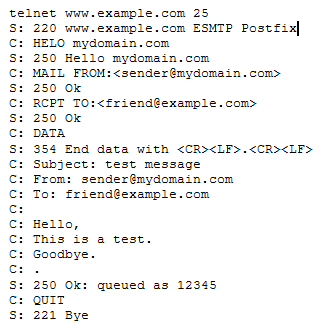 telnet www.example.com 25
S: 220 www.example.com ESMTP Postfix
C: HELO mydomain.com
S: 250 Hello mydomain.com
C: MAIL FROM:<sender@mydomain.com>
S: 250 Ok
C: RCPT TO:<friend@example.com>
S: 250 Ok
C: DATA
S: 354 End data with <CR><LF>.<CR><LF>
C: Subject: test message
C: From: sender@mydomain.com
C: To: friend@example.com
C:
C: Hello,
C: This is a test.
C: Goodbye.
C: .
S: 250 Ok: queued as 12345
C: QUIT
S: 221 Bye